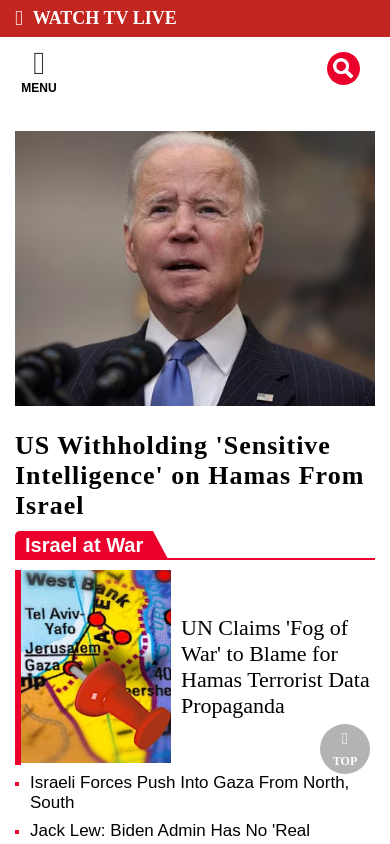 WATCH TV LIVE
MENU
US Withholding 'Sensitive
Intelligence' on Hamas From
Israel
Israel at War
West Bank
Tel Aviv-
Yafo
Jerusalem
Gaza
40
eersheb
UN Claims 'Fog of
War' to Blame for
Hamas Terrorist Data
Propaganda
TOP
Israeli Forces Push Into Gaza From North,
South
Jack Lew: Biden Admin Has No 'Real